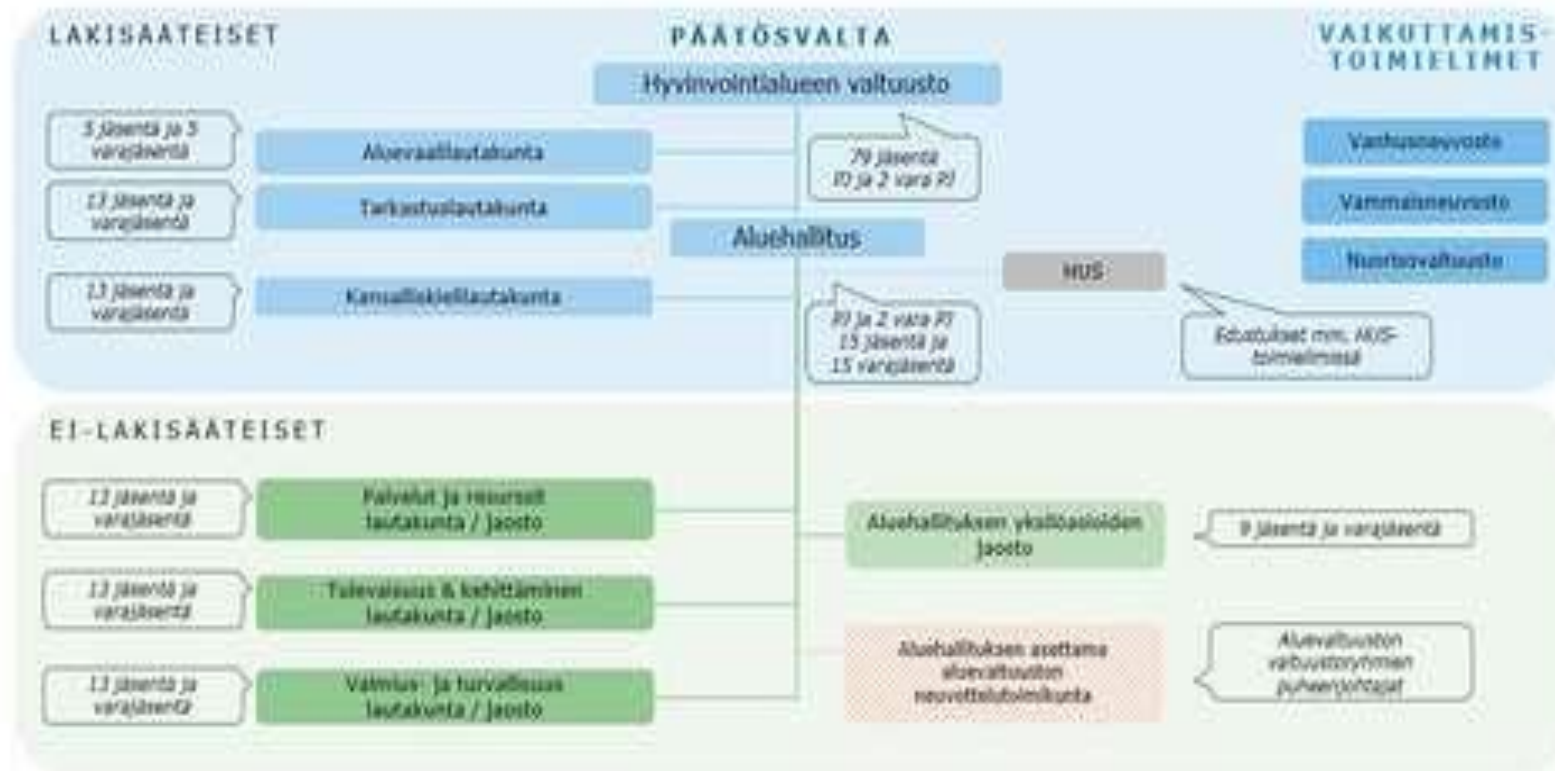 LAKISÄÄTEISET
PÄÄTÖSVALTA
VAIKUTTAMIS-
TOIMIELIMET
Hyvinvointialueen valtuusto
5 jäsentä ja 5
varajäsentä
Aluevaalilautakunta
79 jäsentä
PJ ja 2 vara PJ
Vanhusneuvosto
13 jäsentä ja
varajäsentä
Tarkastuslautakunta
Vammaisneuvosto
Aluehallitus
Nuorisovaltuusto
HUS
13 jäsentä ja
varajäsentä
Kansalliskielilautakunta
PJ ja 2 vara PJ
15 jäsentä ja
15 varajäsentä
Edustukset mm. HUS-
toimielimissä
EI-LAKISÄÄTEISET
13 jäsentä ja
varajäsentä
Palvelut ja resurssit
lautakunta / jaosto
Aluehallituksen yksilöasioiden
jaosto
9 jäsentä ja varajäsentä
13 jäsentä ja
varajäsentä
Tulevaisuus & kehittäminen
lautakunta / jaosto
Aluehallituksen asettama
aluevaltuuston
neuvottelutoimikunta
Aluevaltuuston
valtuustoryhmien
puheenjohtajat
13 jäsentä ja
varajäsentä
Valmius- ja turvallisuus
lautakunta / jaosto